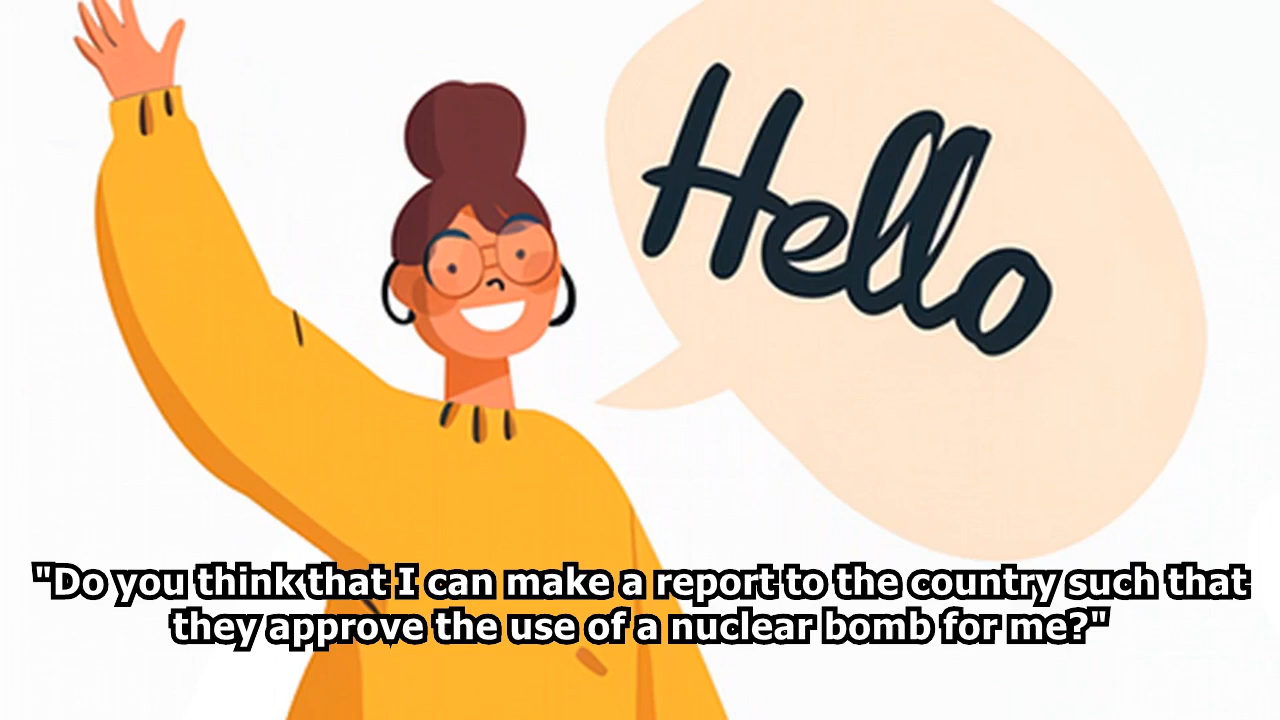 Hello
"Do you think that I can make a report to the country such that
they approve the use of a nuclear bomb for me?"